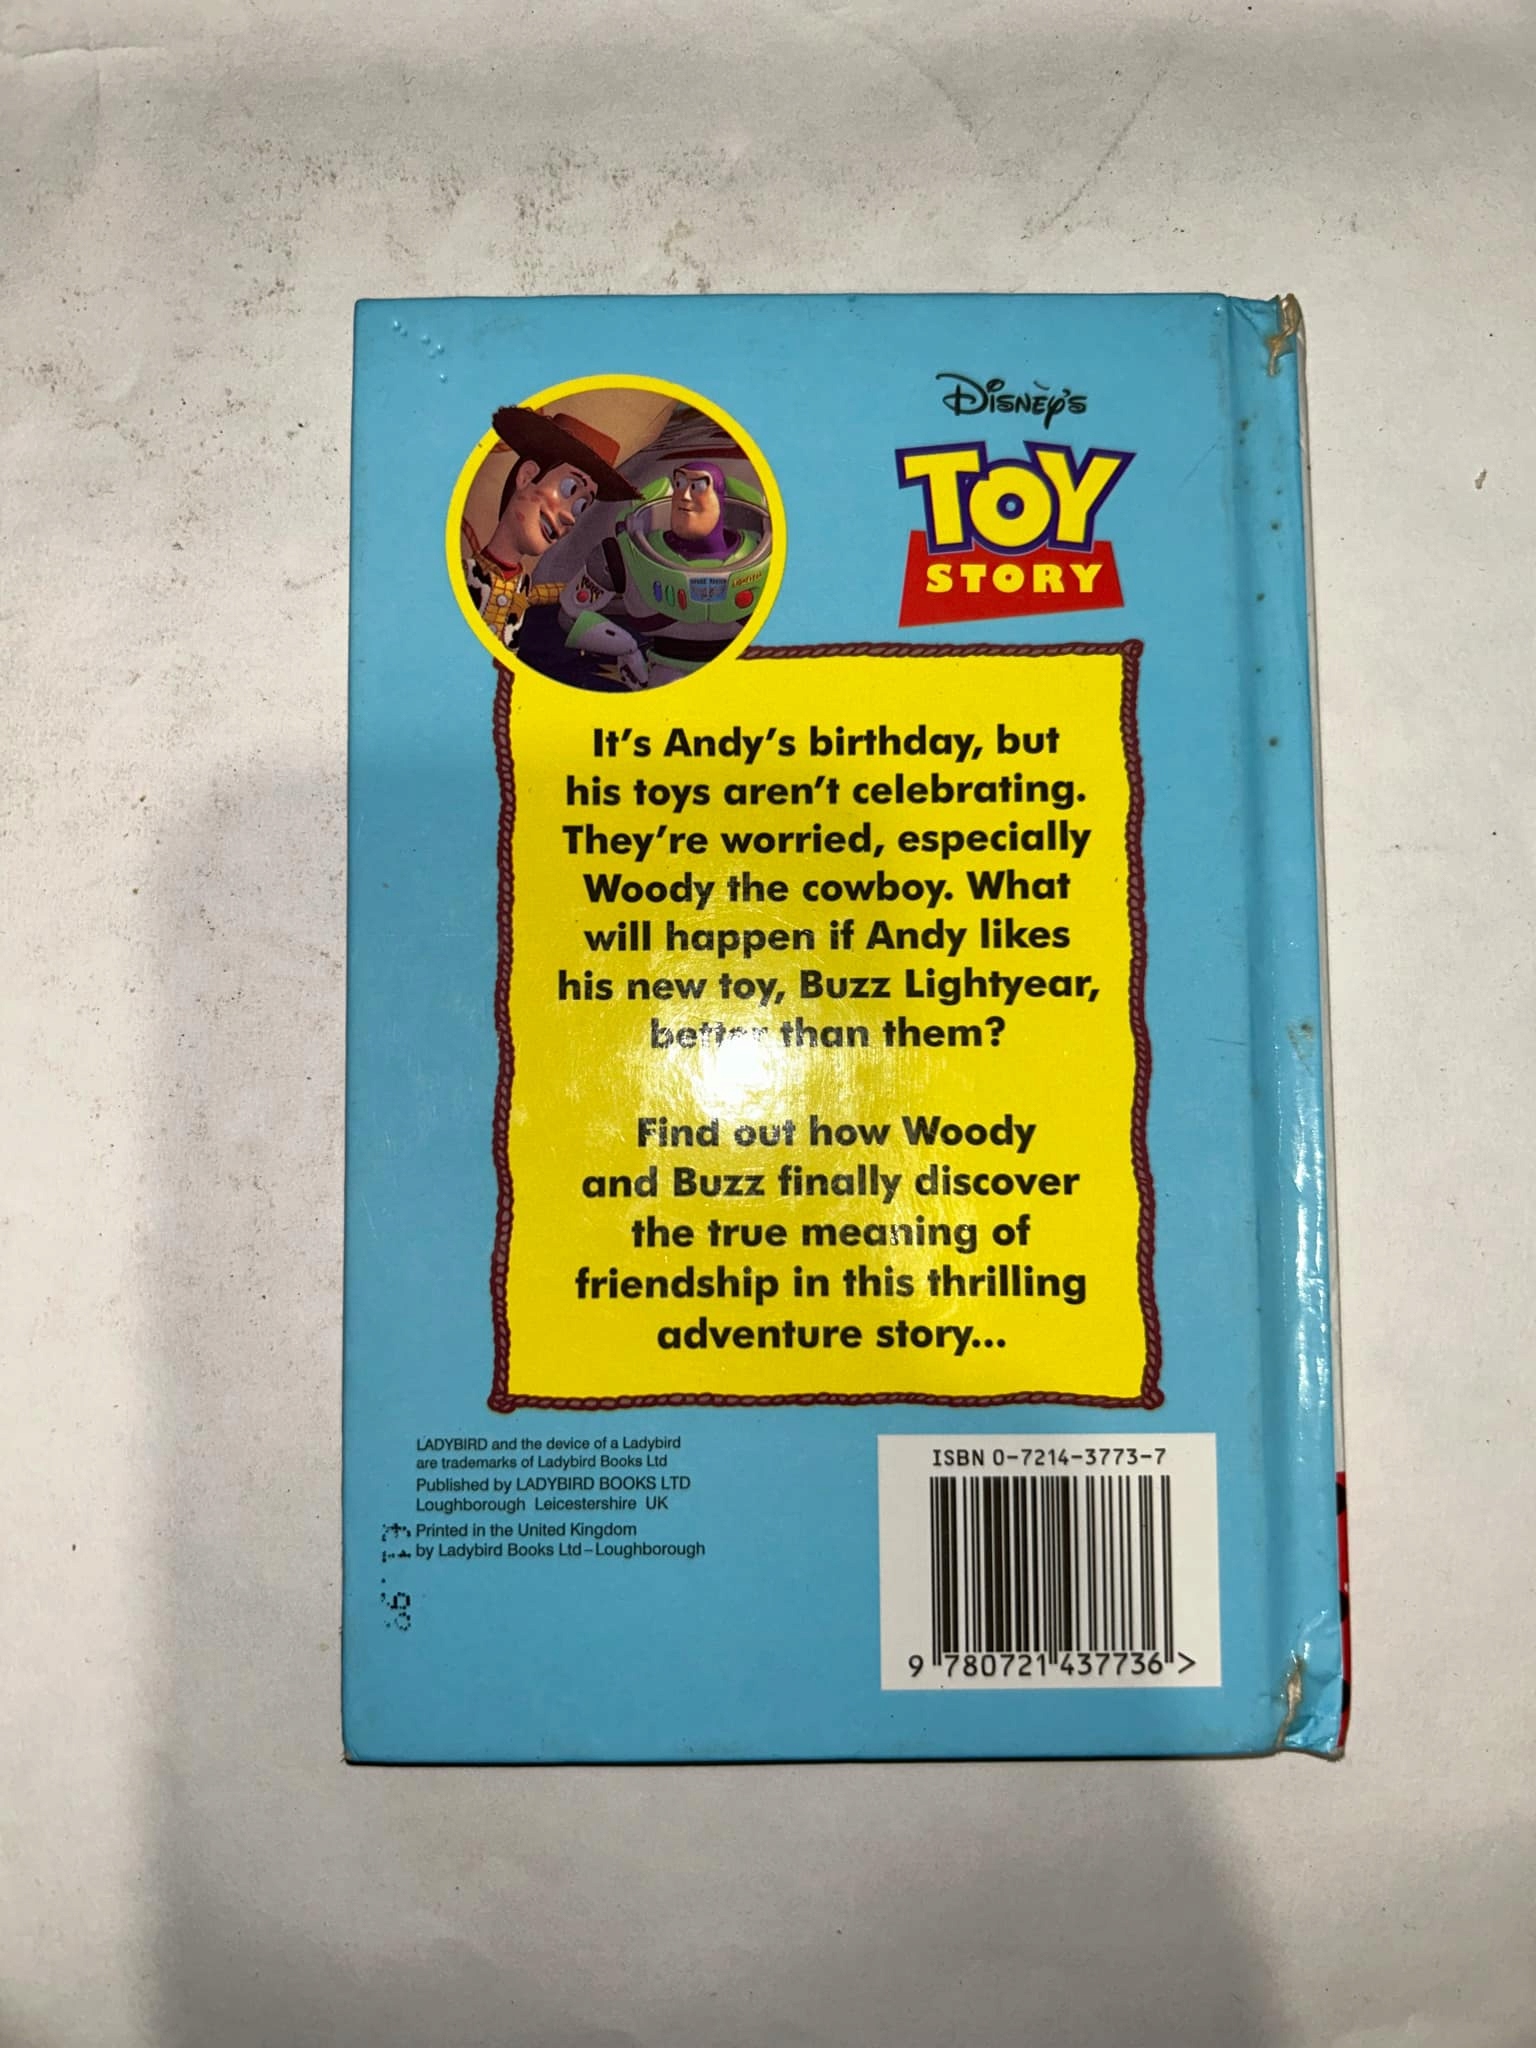 DISNEY'S
TOY
STORY
It's Andy's birthday, but
his toys aren't celebrating.
They're worried, especially
Woody the cowboy. What
will happen if Andy likes
his new toy, Buzz Lightyear,
better than them?
Find out how Woody
and Buzz finally discover
the true meaning of
friendship in this thrilling
adventure story...
LADYBIRD and the device of a Ladybird
are trademarks of Ladybird Books Ltd
Published by LADYBIRD BOOKS LTD
Loughborough Leicestershire UK
Printed in the United Kingdom
by Ladybird Books Ltd – Loughborough
ISBN 0-7214-3773-7
9 780721 437736 >